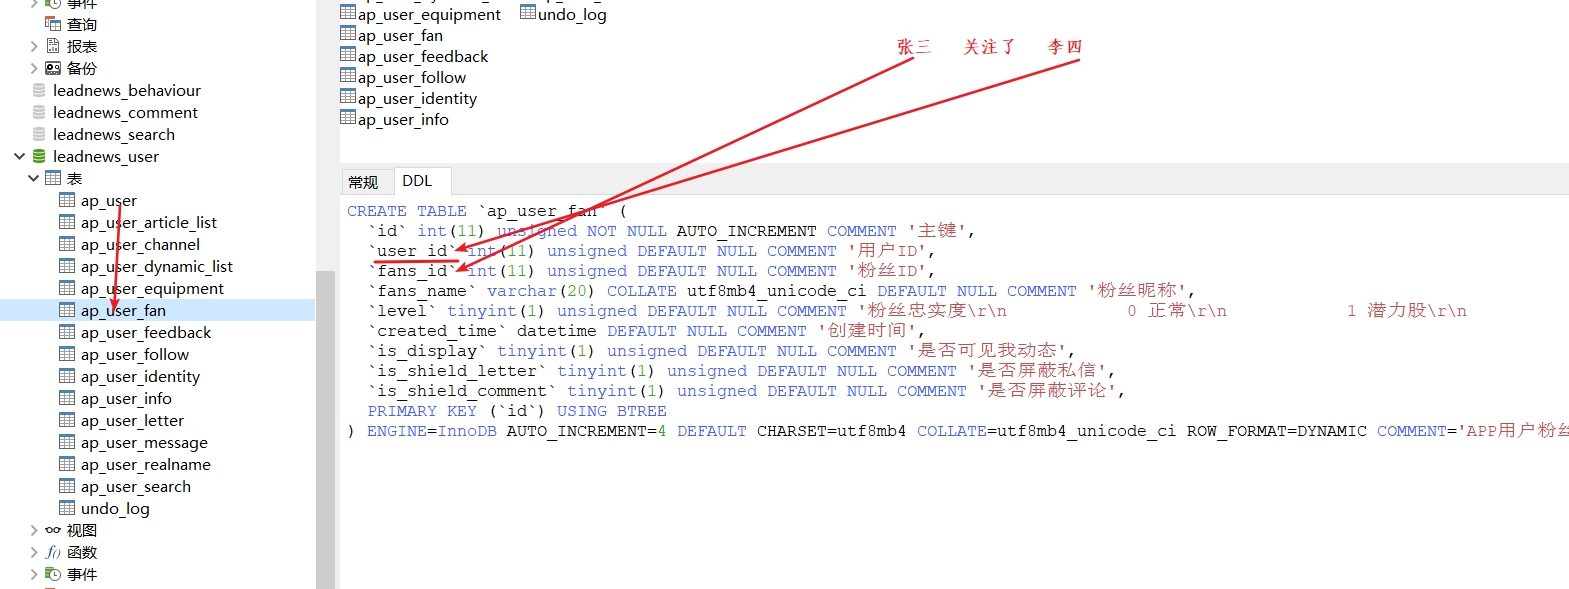 事件
查询
报表
备份
leadnews_behaviour
leadnews_comment
leadnews_search
leadnews_user
表
ap_user
ap_user_article_list
ap_user_channel
ap_user_dynamic_list
ap_user_equipment
ap_user_fan
ap_user_feedback
ap_user_follow
ap_user_identity
ap_user_info
ap_user_letter
ap_user_message
ap_user_realname
ap_user_search
undo_log
视图
函数
事件
ap_user_equipment undo_log
ap_user_fan
ap_user_feedback
ap_user_follow
ap_user_identity
ap_user_info
张三 关注了 李四
常规 DDL
CREATE TABLE `ap_user_fan` (
`id` int(11) unsigned NOT NULL AUTO_INCREMENT COMMENT '主键',
`user_id` int(11) unsigned DEFAULT NULL COMMENT '用户ID',
`fans_id` int(11) unsigned DEFAULT NULL COMMENT '粉丝ID',
`fans_name` varchar(20) COLLATE utf8mb4_unicode_ci DEFAULT NULL COMMENT '粉丝昵称',
`level` tinyint(1) unsigned DEFAULT NULL COMMENT '粉丝忠实度\r\n 0 正常\r\n 1 潜力股\r\n
`created_time` datetime DEFAULT NULL COMMENT '创建时间',
`is_display` tinyint(1) unsigned DEFAULT NULL COMMENT '是否可见我动态',
`is_shield_letter` tinyint(1) unsigned DEFAULT NULL COMMENT '是否屏蔽私信',
`is_shield_comment` tinyint(1) unsigned DEFAULT NULL COMMENT '是否屏蔽评论',
PRIMARY KEY (`id`) USING BTREE
) ENGINE=InnoDB AUTO_INCREMENT=4 DEFAULT CHARSET=utf8mb4 COLLATE=utf8mb4_unicode_ci ROW_FORMAT=DYNAMIC COMMENT='APP用户粉丝